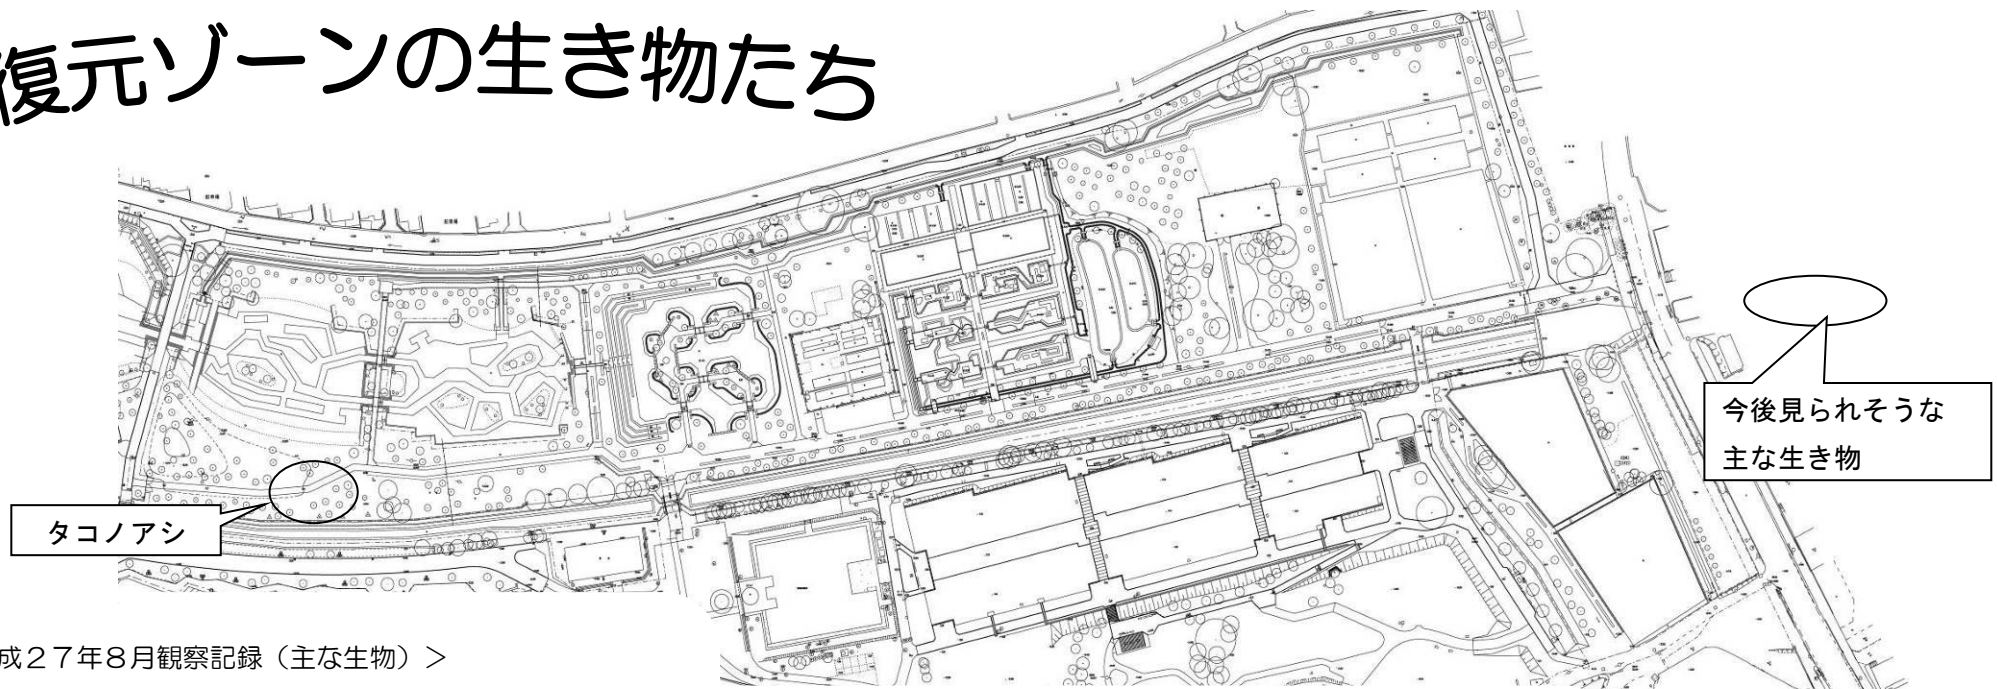 復元ゾーンの生き物たち
今後見られそうな
主な生き物
タコノアシ
成27年8月観察記録（主な生物）＞